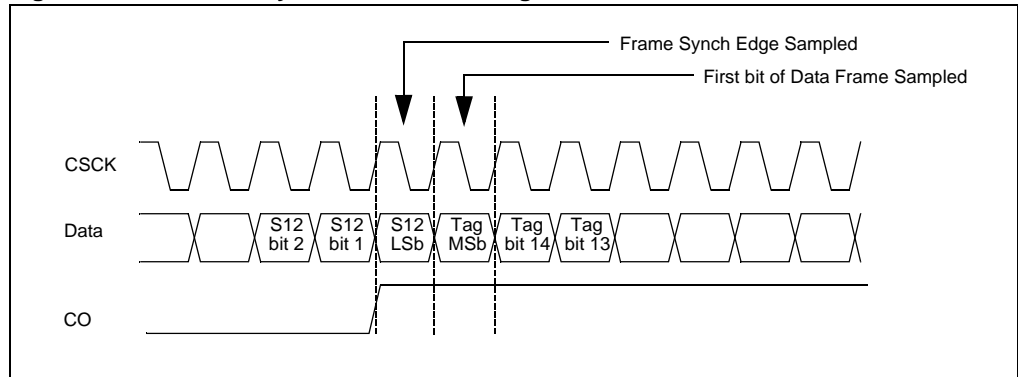 Frame Synch Edge Sampled
First bit of Data Frame Sampled
CSCK
Data
S12 bit 2
S12 bit 1
S12 LSb
Tag MSb
Tag bit 14
Tag bit 13
CO